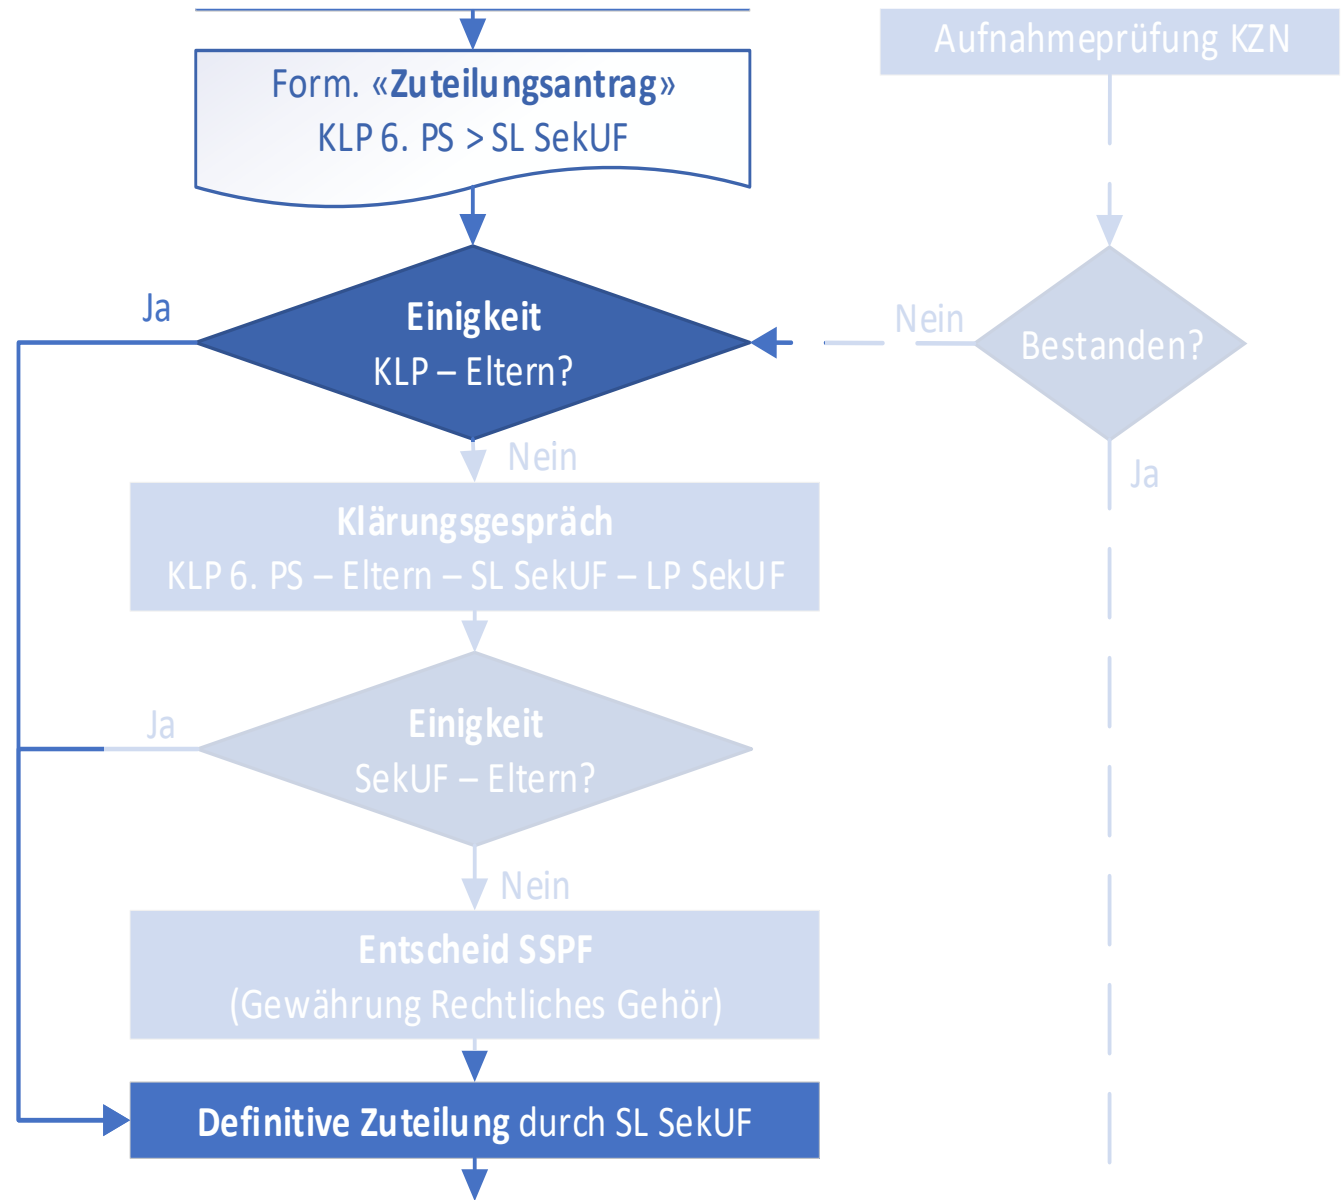 Aufnahmeprüfung KZN
Form. «Zuteilungsantrag»
KLP 6. PS > SL SekUF
Ja
Einigkeit
KLP – Eltern?
Nein
Bestanden?
Nein
Ja
Klärungsgespräch
KLP 6. PS – Eltern – SL SekUF – LP SekUF
Ja
Einigkeit
SekUF – Eltern?
Nein
Entscheid SSPF
(Gewährung Rechtliches Gehör)
Definitive Zuteilung durch SL SekUF